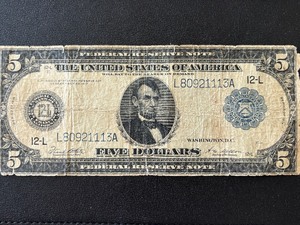 FEDERAL RESERVE NOTE
5 THE UNITED STATES OF AMERICA 5
WILL PAY TO THE BEARER ON DEMAND
12-L L80921113A
L80921113A
12-L WASHINGTON, D.C.
5 FIVE DOLLARS 5
FEDERAL RESERVE NOTE